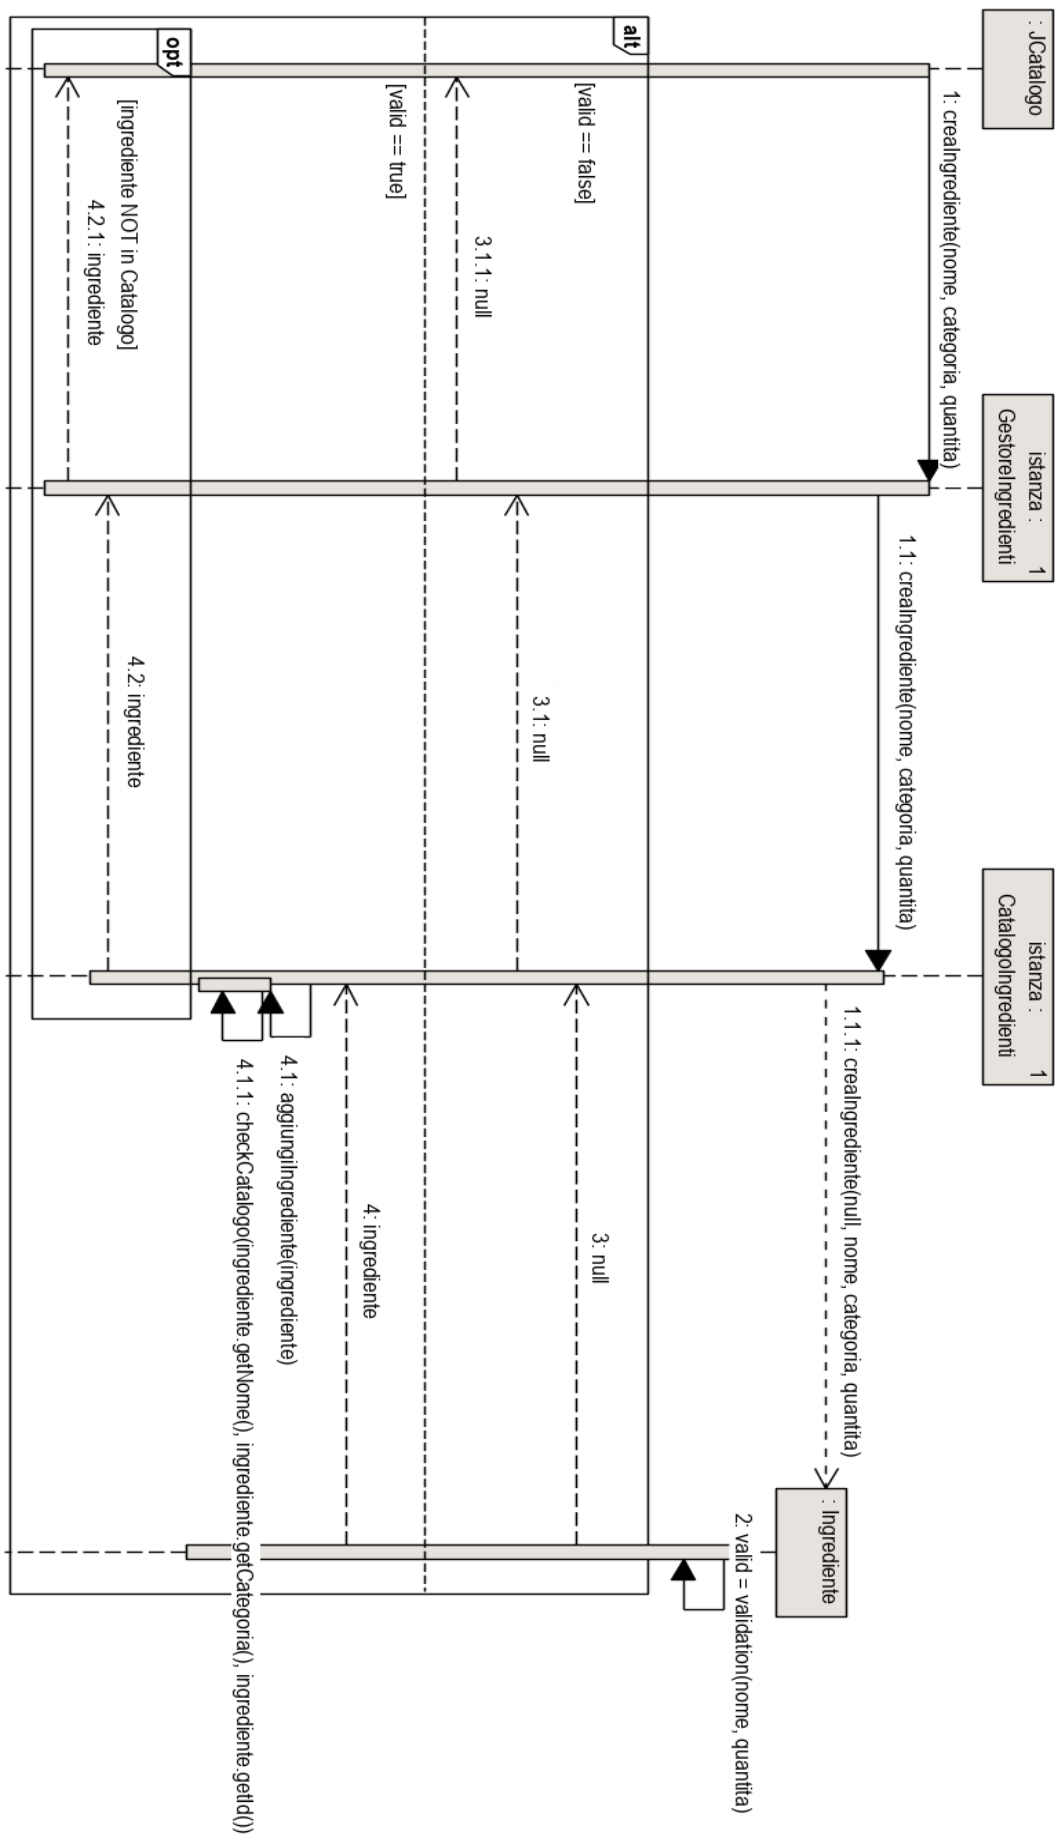 : JCatalogo
istanza :
GestoreIngredienti
1
istanza :
CatalogoIngredienti
1
1: creaIngrediente(nome, categoria, quantita)
1.1: creaIngrediente(nome, categoria, quantita)
1.1.1: creaIngrediente(null, nome, categoria, quantita)
: Ingrediente
2: valid = validation(nome, quantita)
alt
[valid == false]
3: null
3.1: null
3.1.1: null
[valid == true]
4: ingrediente
4.1: aggiungiIngrediente(ingrediente)
4.1.1: checkCatalogo(ingrediente.getNome(), ingrediente.getCategoria(), ingrediente.getId())
opt
[ingrediente NOT in Catalogo]
4.2: ingrediente
4.2.1: ingrediente